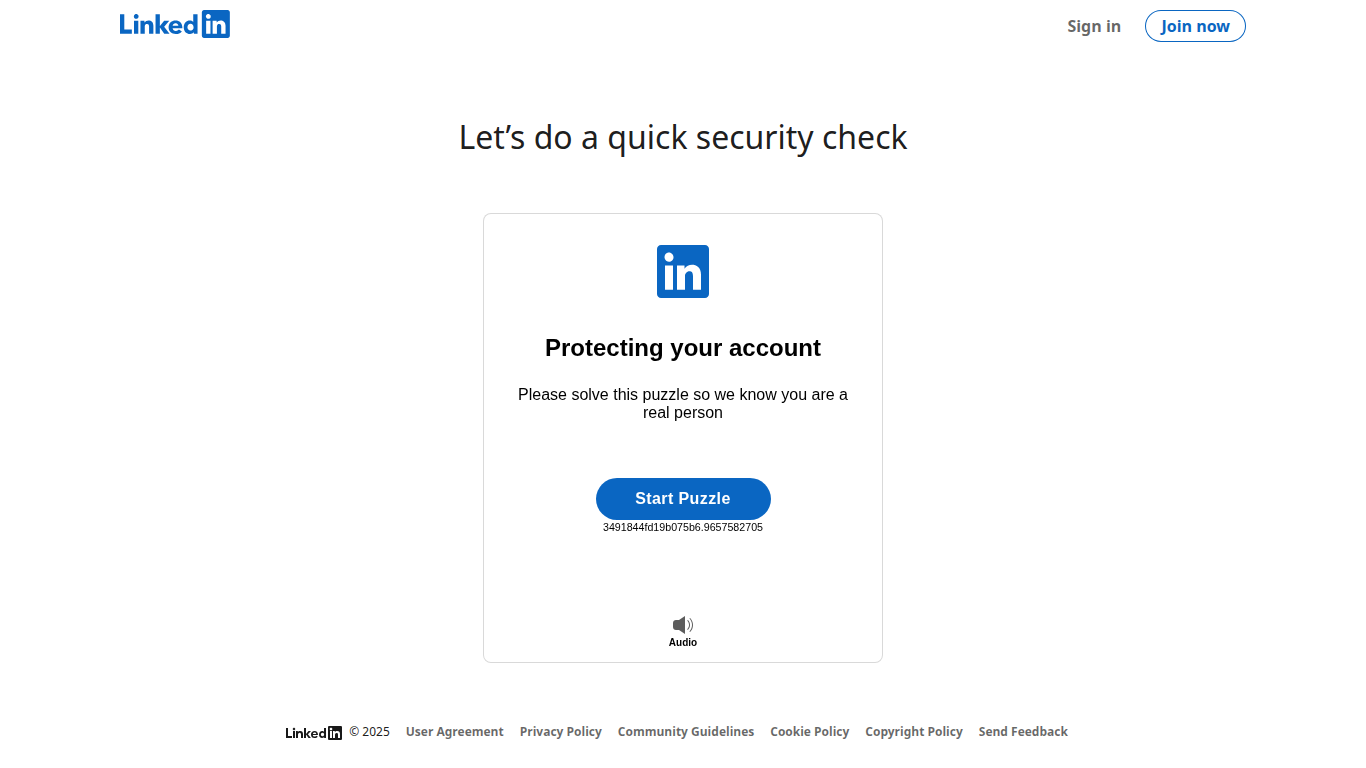 LinkedIn
Sign in
Join now
Let’s do a quick security check
in
Protecting your account
Please solve this puzzle so we know you are a
real person
Start Puzzle
3491844fd19b075b6.9657582705
Audio
LinkedIn © 2025 User Agreement Privacy Policy Community Guidelines Cookie Policy Copyright Policy Send Feedback